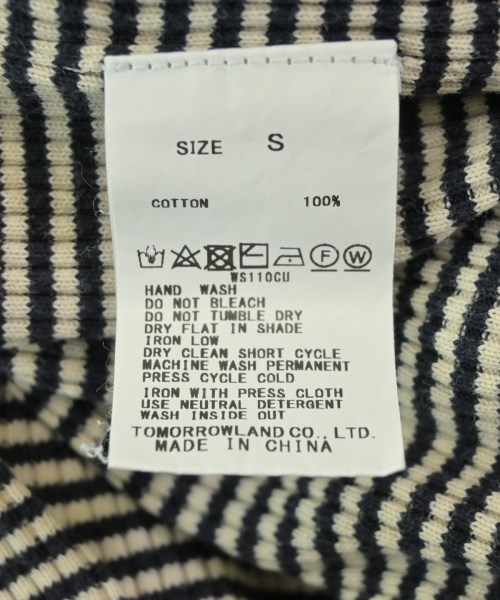 SIZE S
COTTON 100%
F W
WS110CU
HAND WASH
DO NOT BLEACH
DO NOT TUMBLE DRY
DRY FLAT IN SHADE
IRON LOW
DRY CLEAN SHORT CYCLE
MACHINE WASH PERMANENT
PRESS CYCLE COLD
IRON WITH PRESS CLOTH
USE NEUTRAL DETERGENT
WASH INSIDE OUT
TOMORROWLAND CO., LTD.
MADE IN CHINA